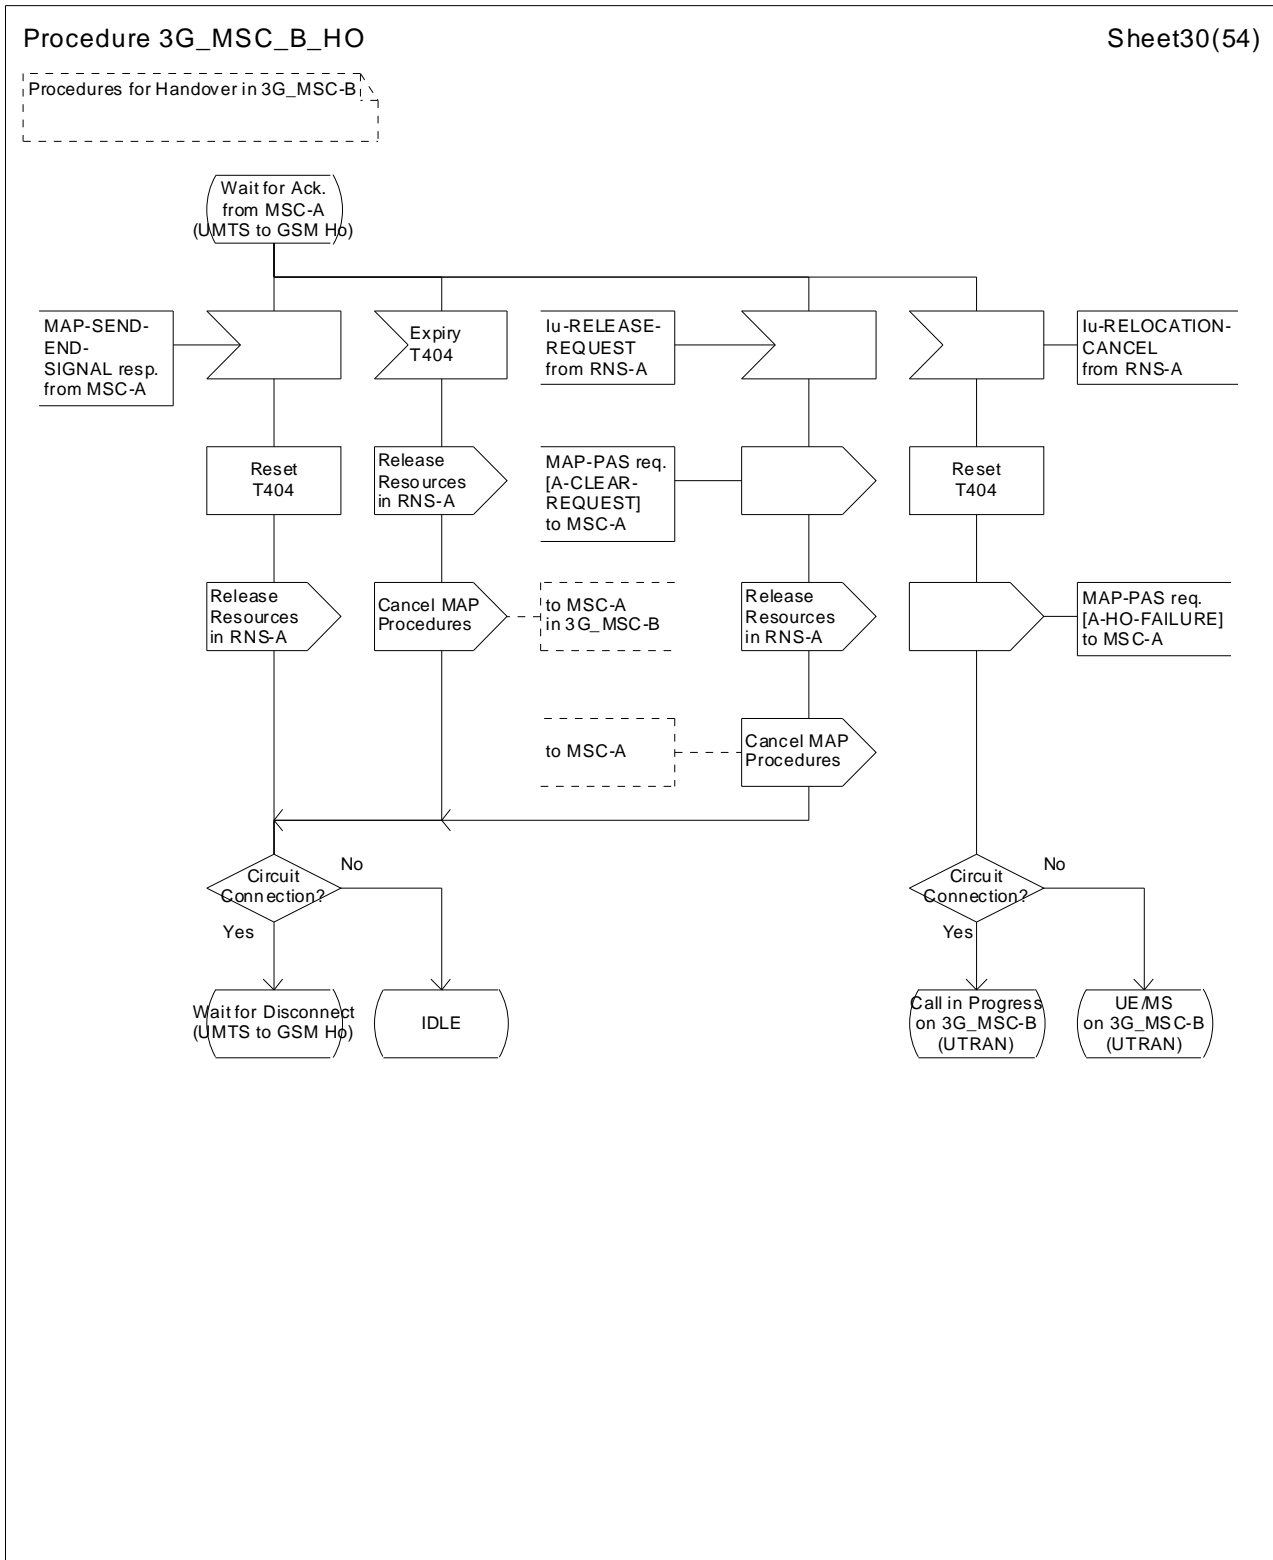 Procedure 3G_MSC_B_HO
Sheet30(54)
Procedures for Handover in 3G_MSC-B
Wait for Ack.
from MSC-A
(UMTS to GSM Ho)
MAP-SEND-
END-
SIGNAL resp.
from MSC-A
Expiry
T404
Iu-RELEASE-
REQUEST
from RNS-A
Iu-RELOCATION-
CANCEL
from RNS-A
Reset
T404
Release
Resources
in RNS-A
MAP-PAS req.
[A-CLEAR-
REQUEST]
to MSC-A
Reset
T404
Release
Resources
in RNS-A
Cancel MAP
Procedures
to MSC-A
in 3G_MSC-B
Release
Resources
in RNS-A
MAP-PAS req.
[A-HO-FAILURE]
to MSC-A
to MSC-A
Cancel MAP
Procedures
Circuit
Connection?
No
Yes
Circuit
Connection?
No
Yes
Wait for Disconnect
(UMTS to GSM Ho)
IDLE
Call in Progress
on 3G_MSC-B
(UTRAN)
UE/MS
on 3G_MSC-B
(UTRAN)